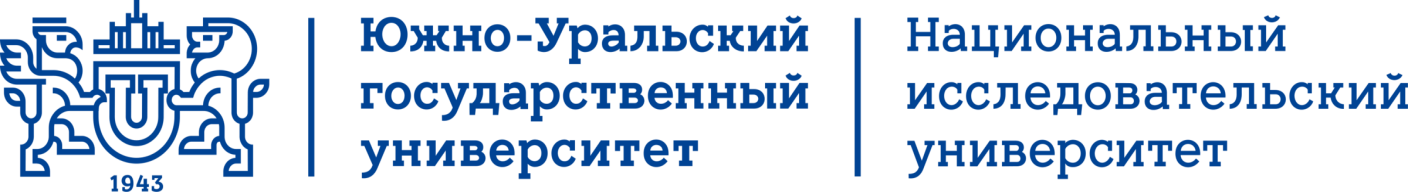 1943
Южно-Уральский
государственный
университет
Национальный
исследовательский
университет